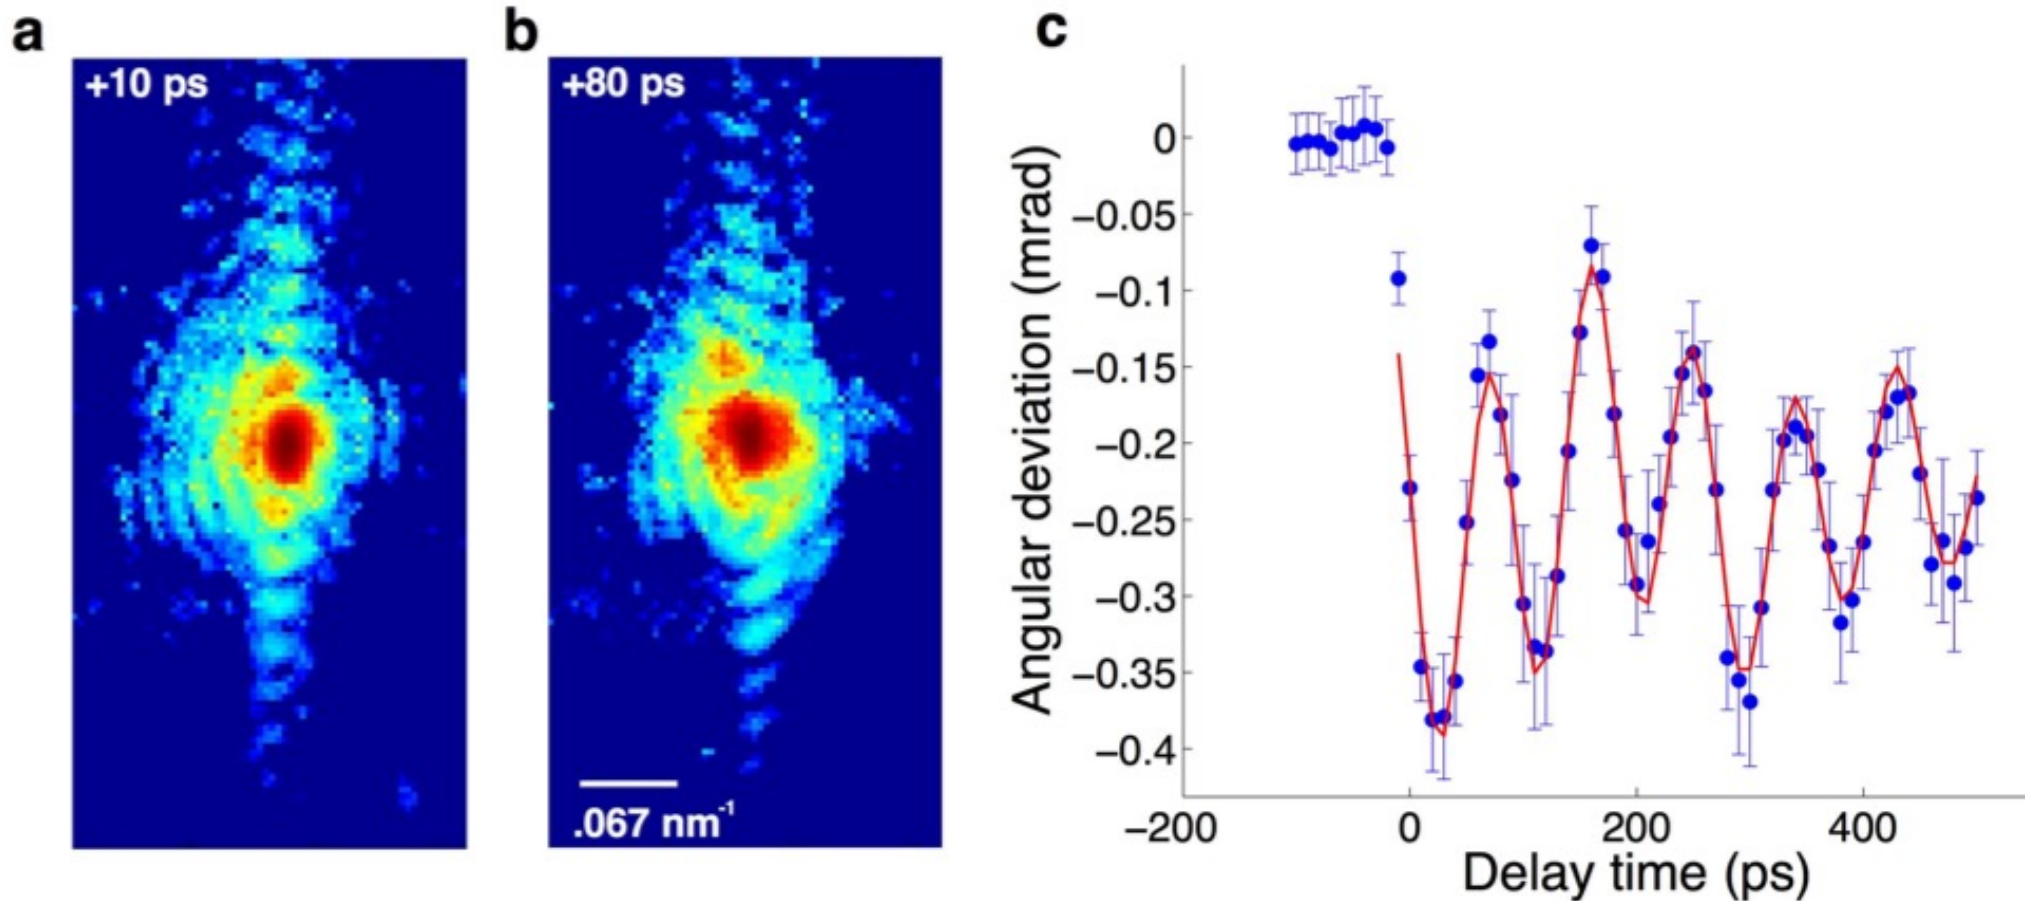 a
+10 ps
b
+80 ps
.067 nm⁻¹
c
Angular deviation (mrad)
0
−0.05
−0.1
−0.15
−0.2
−0.25
−0.3
−0.35
−0.4
−200
0
200
400
Delay time (ps)